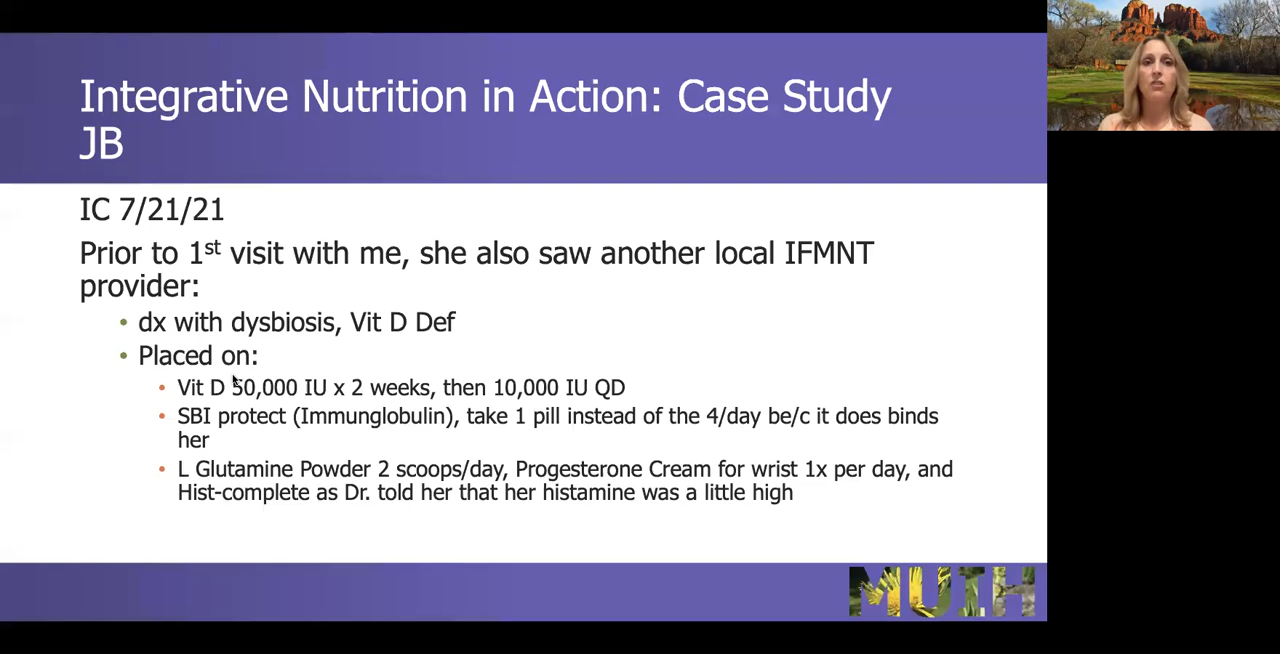 Integrative Nutrition in Action: Case Study
JB
IC 7/21/21
Prior to 1st visit with me, she also saw another local IFMNT
provider:
• dx with dysbiosis, Vit D Def
• Placed on:
• Vit D 50,000 IU x 2 weeks, then 10,000 IU QD
• SBI protect (Immunglobulin), take 1 pill instead of the 4/day be/c it does binds
her
• L Glutamine Powder 2 scoops/day, Progesterone Cream for wrist 1x per day, and
Hist-complete as Dr. told her that her histamine was a little high
MUIH